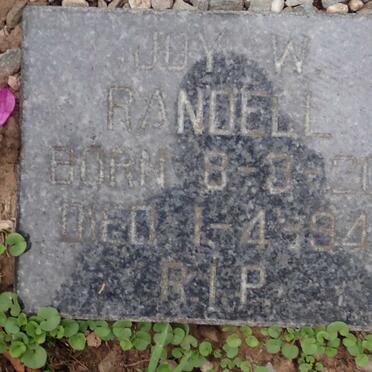 JOY W
RANDELL
BORN 8-3-20
DIED 1-4-94
R.I.P.